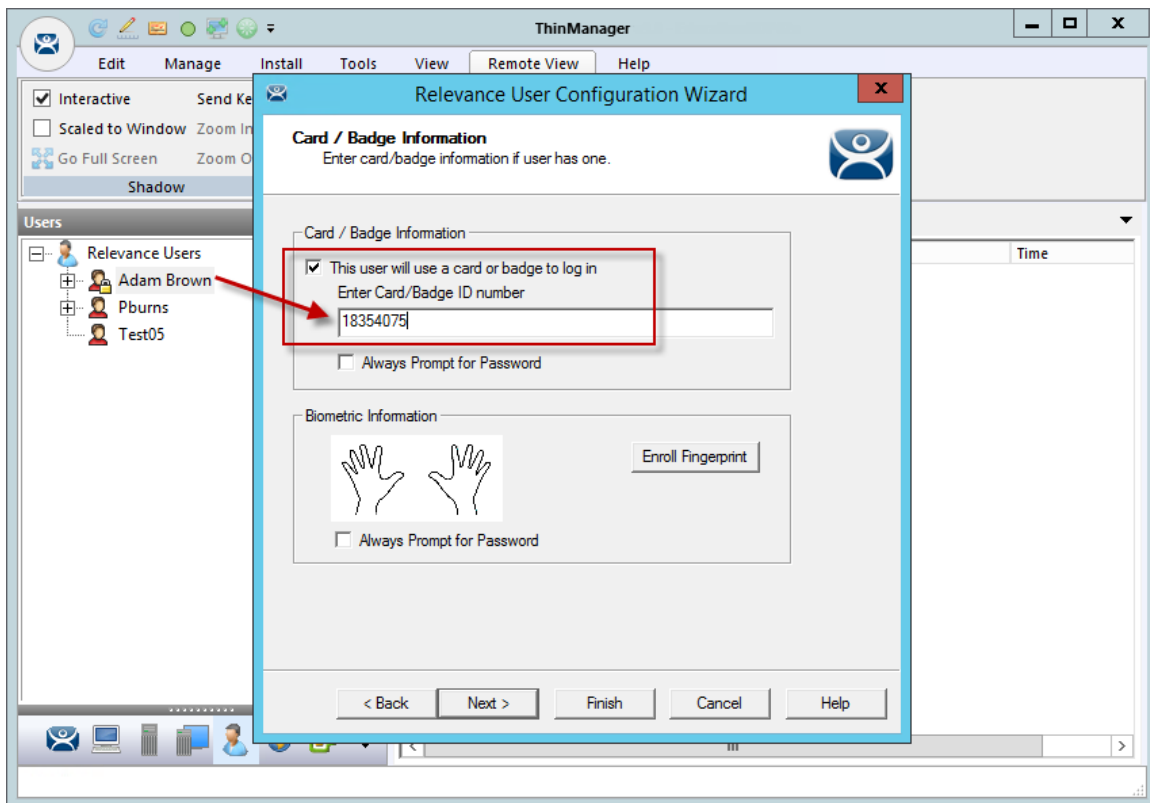 ThinManager
Edit Manage Install Tools View Remote View Help
Interactive Send Ke
Scaled to Window Zoom In
Go Full Screen Zoom O
Shadow
Users
Relevance Users
Adam Brown
Pburns
Test05
Relevance User Configuration Wizard
Card / Badge Information
Enter card/badge information if user has one.
Card / Badge Information
This user will use a card or badge to log in
Enter Card/Badge ID number
18354075
Always Prompt for Password
Biometric Information
Enroll Fingerprint
Always Prompt for Password
< Back Next > Finish Cancel Help
Time